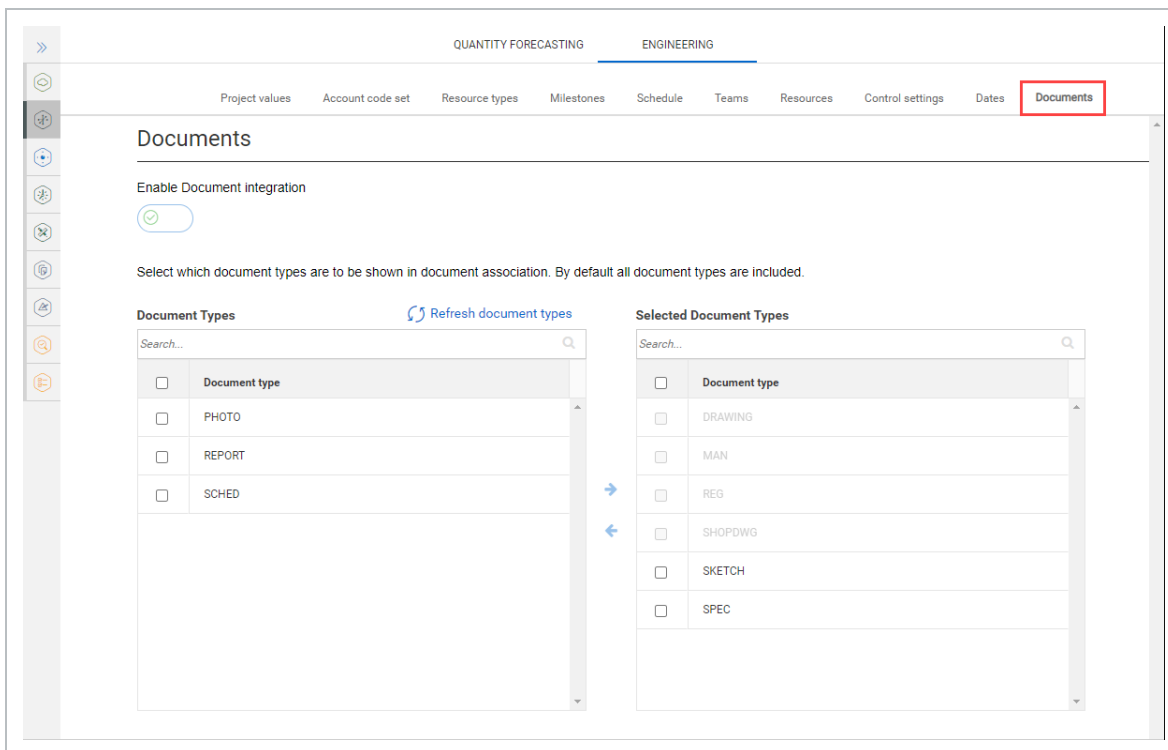 QUANTITY FORECASTING ENGINEERING
Project values Account code set Resource types Milestones Schedule Teams Resources Control settings Dates Documents
Documents
Enable Document integration
Select which document types are to be shown in document association. By default all document types are included.
Document Types Refresh document types Selected Document Types
Search... Search...
Document type Document type
PHOTO DRAWING
REPORT MAN
SCHED REG
SHOPDWG
SKETCH
SPEC